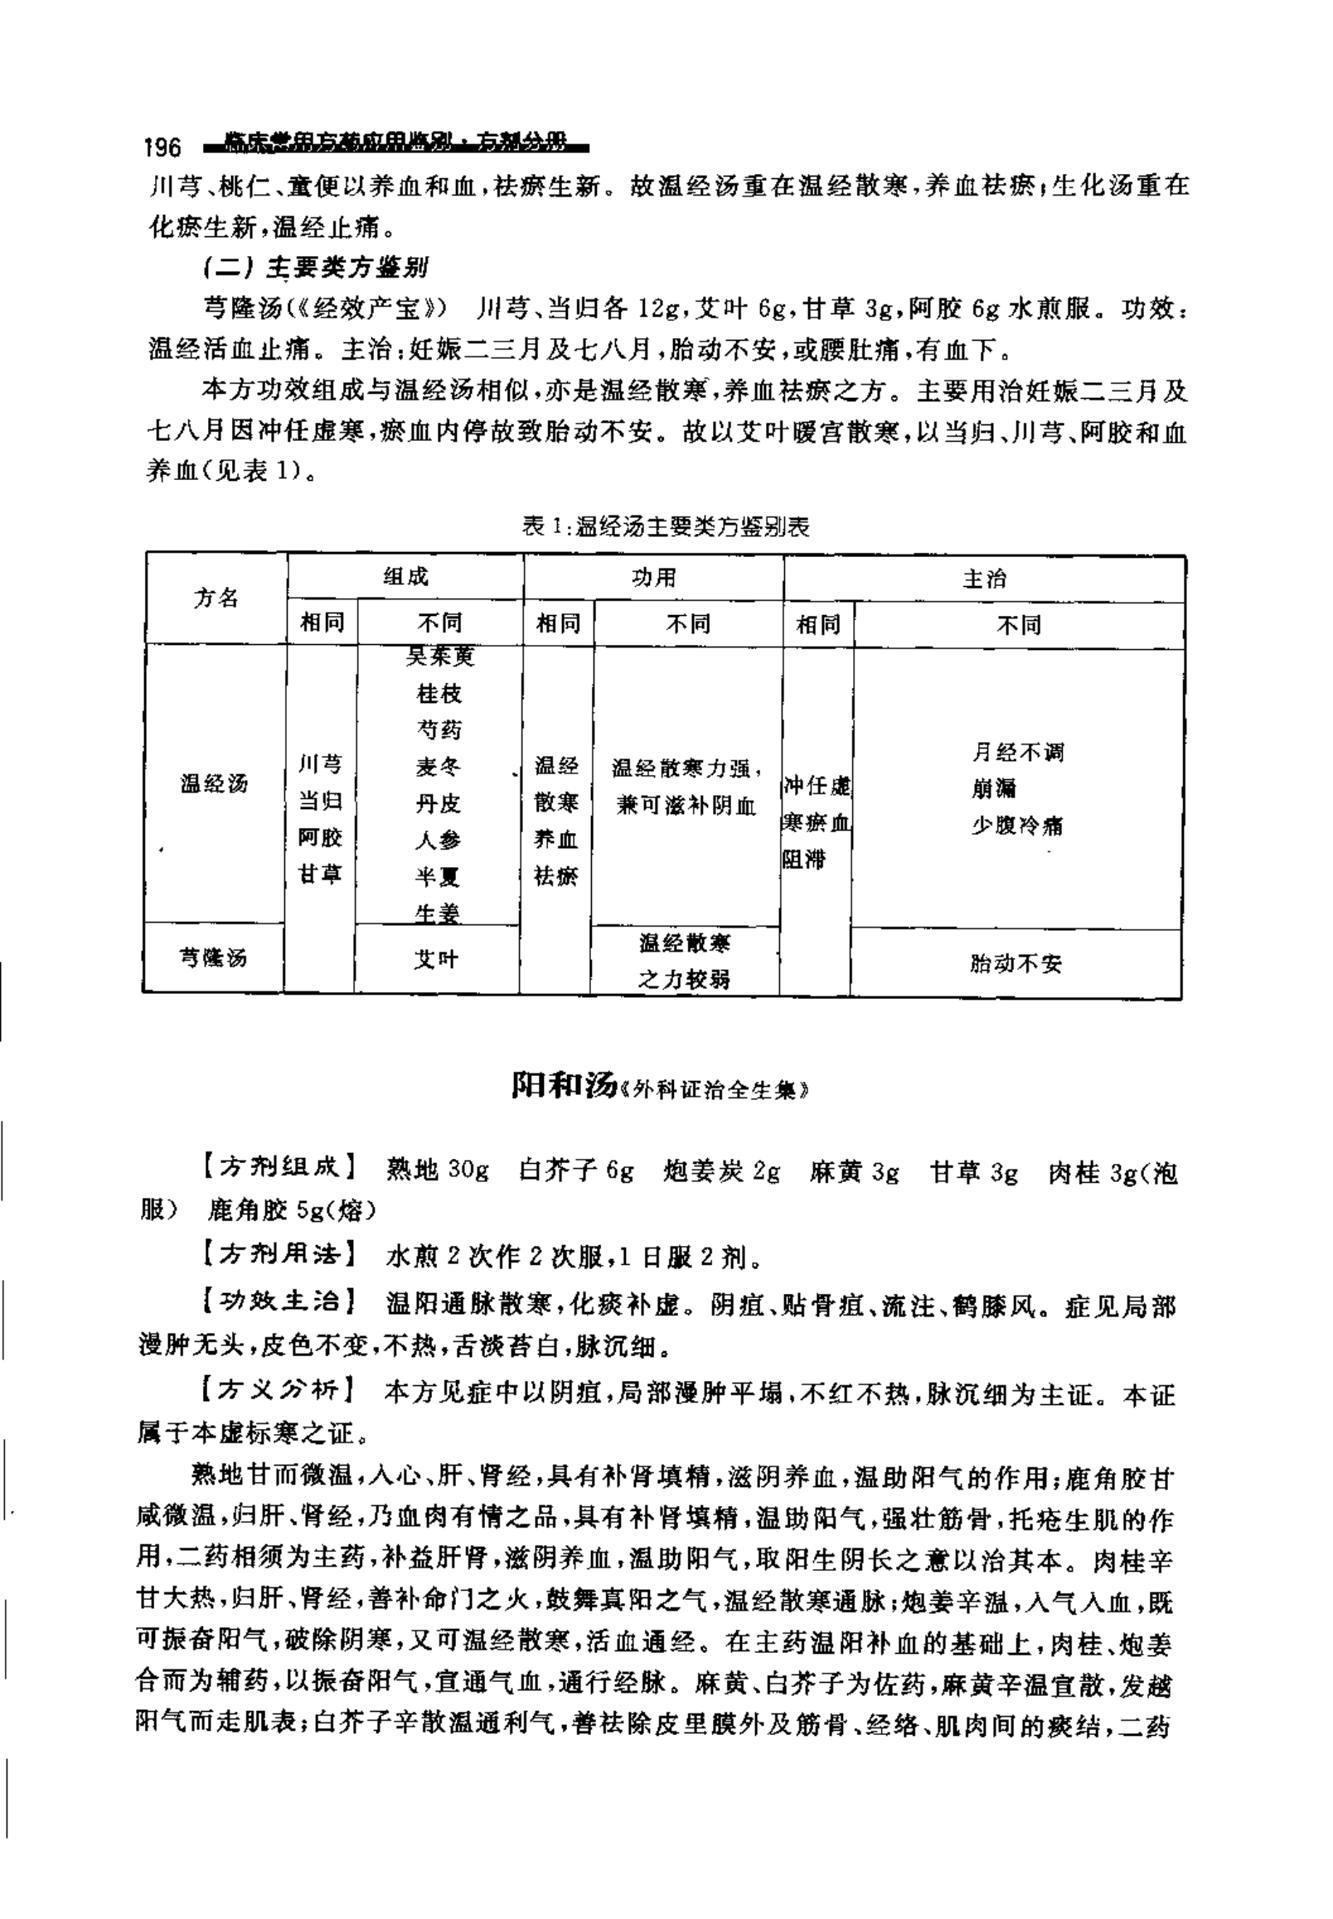 196 临床常用方药应用鉴别·方剂分册
川芎、桃仁、童便以养血和血,祛瘀生新。故温经汤重在温经散寒,养血祛瘀;生化汤重在
化瘀生新,温经止痛。
(二)主要类方鉴别
芎隆汤(《经效产宝》) 川芎、当归各 12g,艾叶 6g,甘草 3g,阿胶 6g 水煎服。功效:
温经活血止痛。主治:妊娠二三月及七八月,胎动不安,或腰肚痛,有血下。
本方功效组成与温经汤相似,亦是温经散寒,养血祛瘀之方。主要用治妊娠二三月及
七八月因冲任虚寒,瘀血内停故致胎动不安。故以艾叶暖宫散寒,以当归、川芎、阿胶和血
养血(见表 1)。
表 1:温经汤主要类方鉴别表
方名 组成 功用 主治
相同 不同 相同 不同 相同 不同
温经汤
川芎
当归
阿胶
甘草
吴茱萸
桂枝
芍药
麦冬
丹皮
人参
半夏
生姜
温经
散寒
养血
祛瘀
温经散寒力强,
兼可滋补阴血
冲任虚
寒瘀血
阻滞
月经不调
崩漏
少腹冷痛
芎隆汤
艾叶
温经散寒
之力较弱
胎动不安
阳和汤《外科证治全生集》
【方剂组成】 熟地 30g 白芥子 6g 炮姜炭 2g 麻黄 3g 甘草 3g 肉桂 3g(泡
服) 鹿角胶 5g(熔)
【方剂用法】 水煎 2 次作 2 次服,1 日服 2 剂。
【功效主治】 温阳通脉散寒,化痰补虚。阴疽、贴骨疽、流注、鹤膝风。症见局部
漫肿无头,皮色不变,不热,舌淡苔白,脉沉细。
【方义分析】 本方见症中以阴疽,局部漫肿平塌,不红不热,脉沉细为主证。本证
属于本虚标寒之证。
熟地甘而微温,入心、肝、肾经,具有补肾填精,滋阴养血,温助阳气的作用;鹿角胶甘
咸微温,归肝、肾经,乃血肉有情之品,具有补肾填精,温助阳气,强壮筋骨,托疮生肌的作
用,二药相须为主药,补益肝肾,滋阴养血,温助阳气,取阳生阴长之意以治其本。肉桂辛
甘大热,归肝、肾经,善补命门之火,鼓舞真阳之气,温经散寒通脉;炮姜辛温,入气入血,既
可振奋阳气,破除阴寒,又可温经散寒,活血通经。在主药温阳补血的基础上,肉桂、炮姜
合而为辅药,以振奋阳气,宣通气血,通行经脉。麻黄、白芥子为佐药,麻黄辛温宣散,发越
阳气而走肌表;白芥子辛散温通利气,善祛除皮里膜外及筋骨、经络、肌肉间的痰结,二药